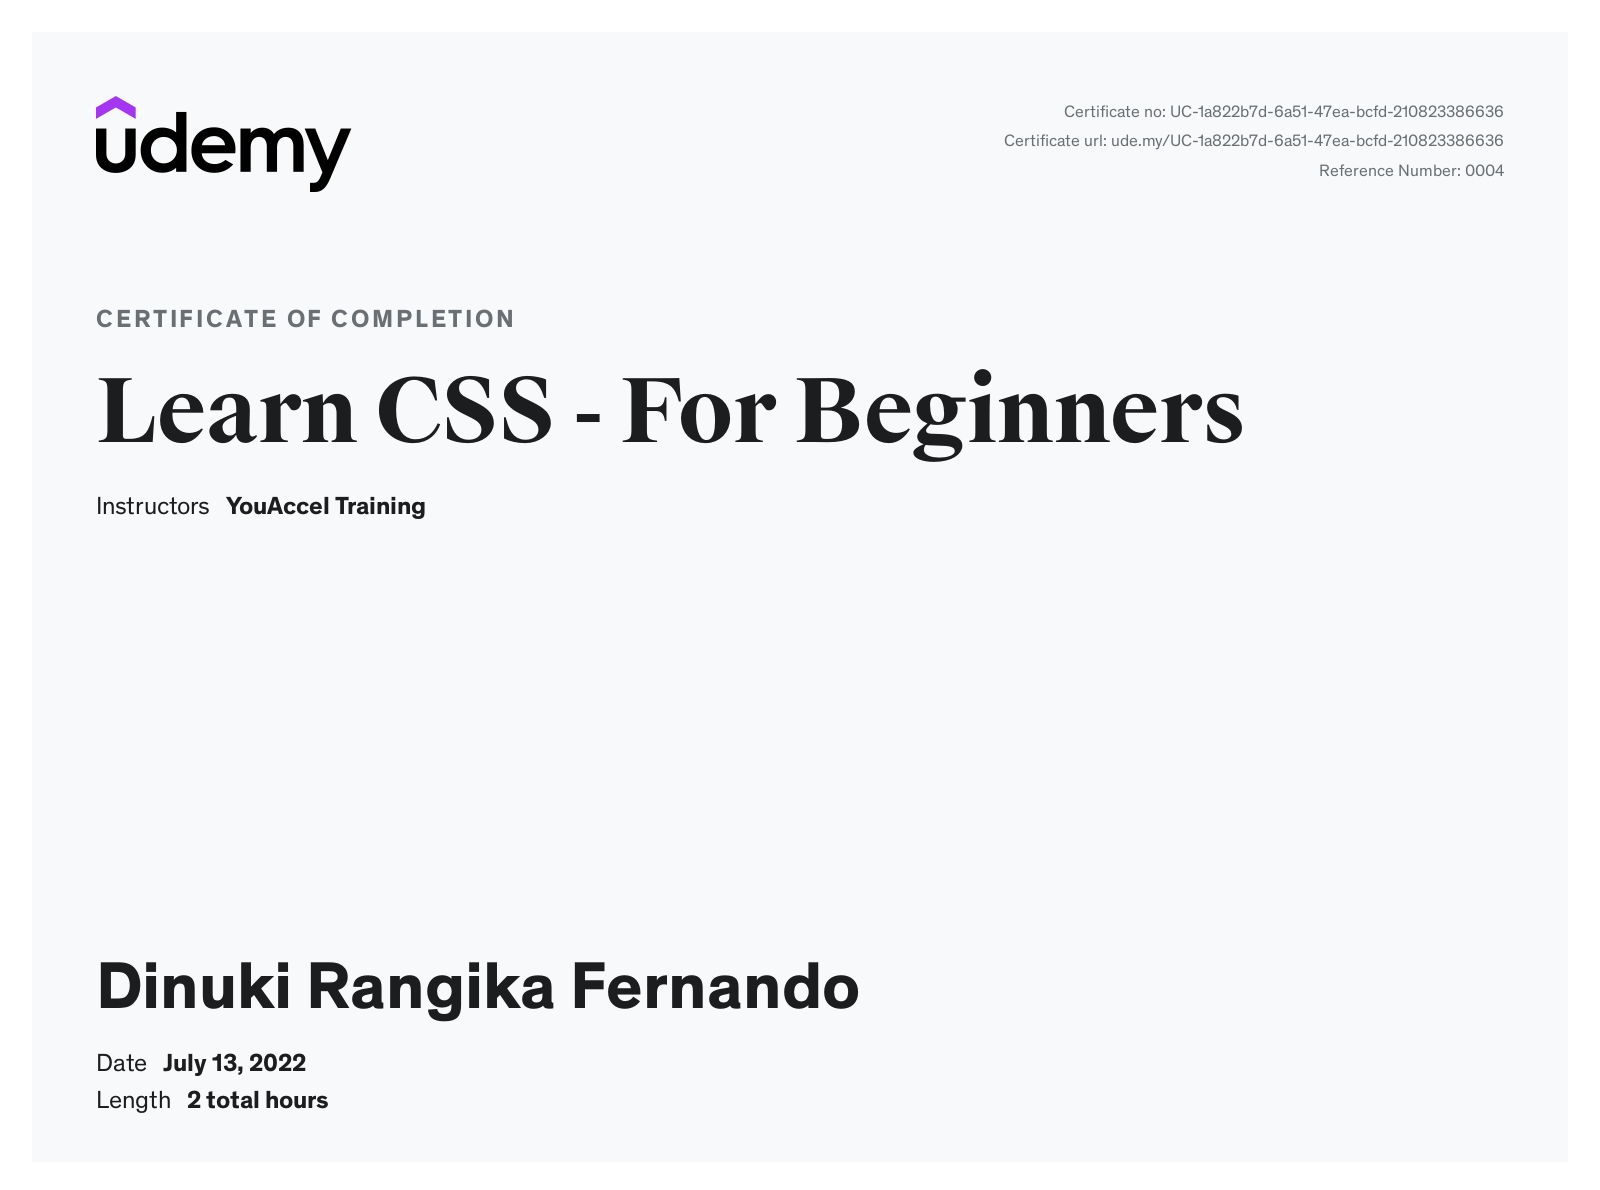 udemy
Certificate no: UC-1a822b7d-6a51-47ea-bcfd-210823386636
Certificate url: ude.my/UC-1a822b7d-6a51-47ea-bcfd-210823386636
Reference Number: 0004
CERTIFICATE OF COMPLETION
Learn CSS - For Beginners
Instructors YouAccel Training
Dinuki Rangika Fernando
Date July 13, 2022
Length 2 total hours